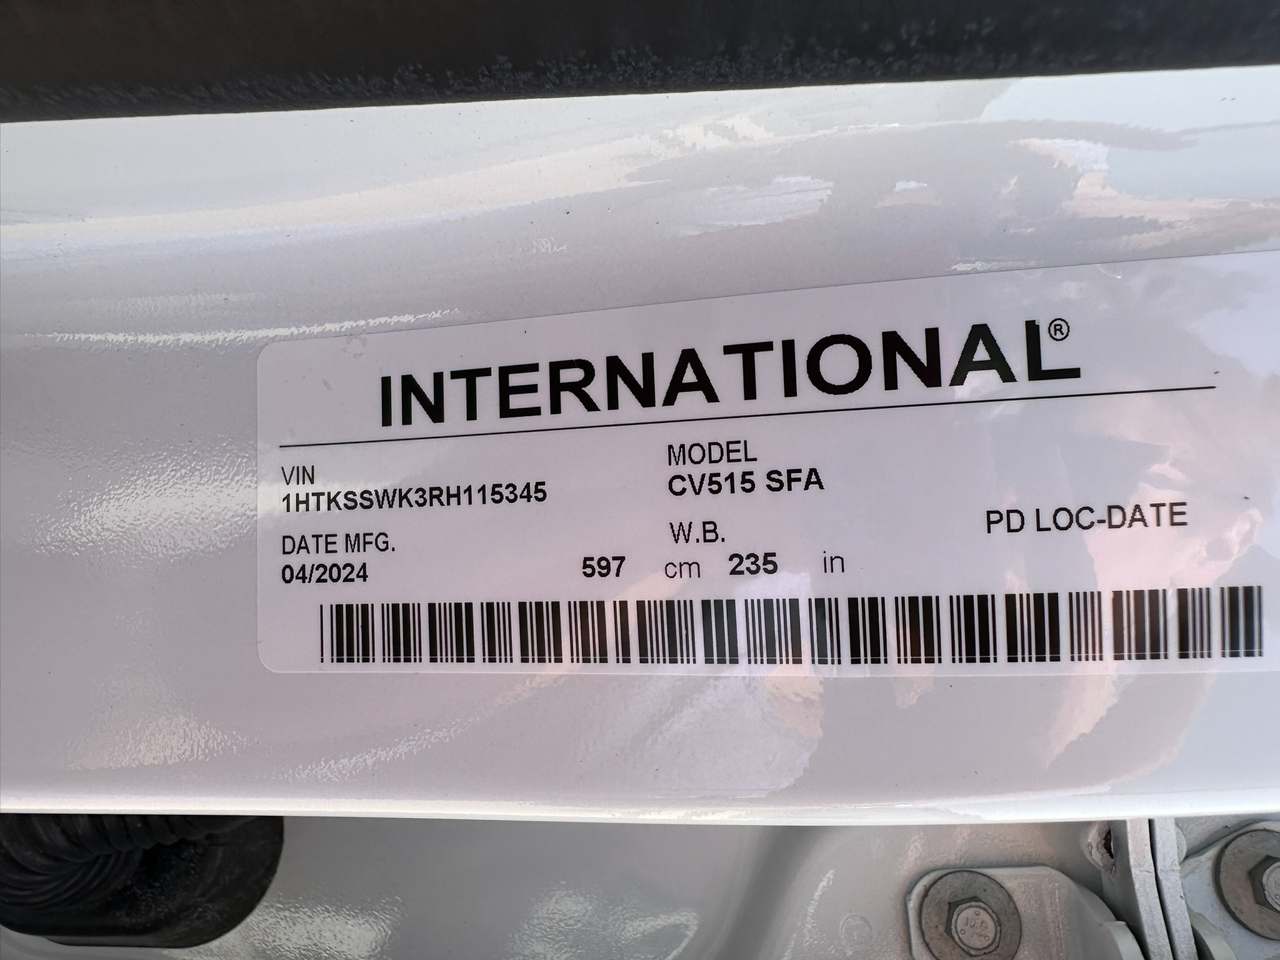 INTERNATIONAL®
VIN
1HTKSSWK3RH115345
MODEL
CV515 SFA
DATE MFG.
04/2024
W.B.
597 cm 235 in
PD LOC-DATE